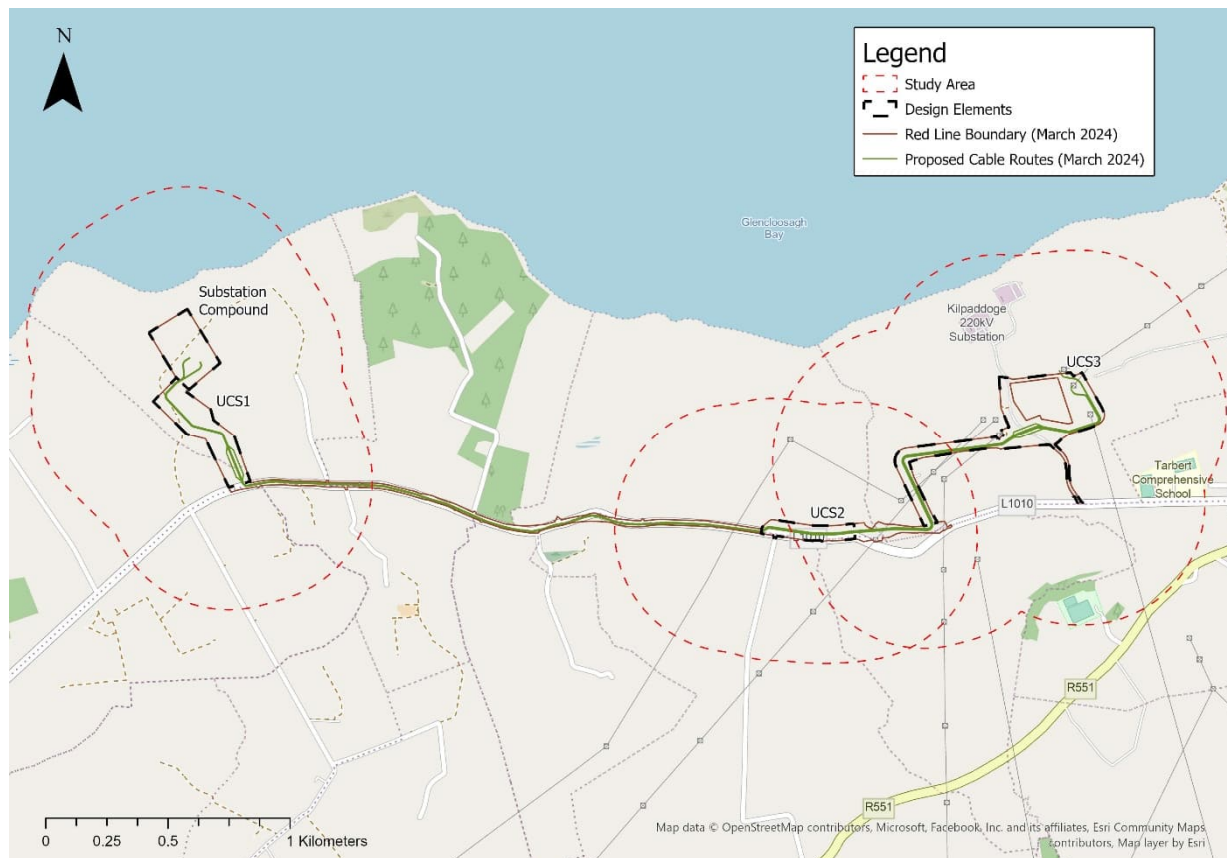 N
Legend
Study Area
Design Elements
Red Line Boundary (March 2024)
Proposed Cable Routes (March 2024)
Glencloosagh
Bay
Substation
Compound
Kilpaddoge
220kV
Substation
UCS3
UCS1
Tarbert
Comprehensive
School
L1010
UCS2
R551
R551
0 0.25 0.5 1 Kilometers
Map data © OpenStreetMap contributors, Microsoft, Facebook, Inc. and its affiliates, Esri Community Maps
contributors, Map layer by Esri